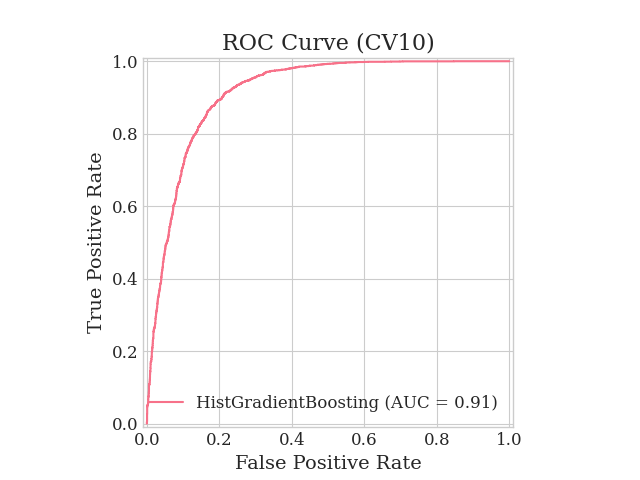 ROC Curve (CV10)
True Positive Rate
1.0
0.8
0.6
0.4
0.2
0.0
HistGradientBoosting (AUC = 0.91)
0.0 0.2 0.4 0.6 0.8 1.0
False Positive Rate